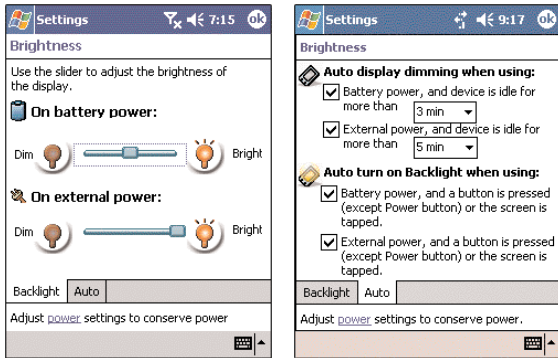 Settings 7:15 ok
Brightness
Use the slider to adjust the brightness of
the display.
On battery power:
Dim Bright
On external power:
Dim Bright
Backlight Auto
Adjust power settings to conserve power
Settings 9:17 ok
Brightness
Auto display dimming when using:
Battery power, and device is idle for
more than 3 min
External power, and device is idle for
more than 5 min
Auto turn on Backlight when using:
Battery power, and a button is pressed
(except Power button) or the screen is
tapped.
External power, and a button is pressed
(except Power button) or the screen is
tapped.
Backlight Auto
Adjust power settings to conserve power.